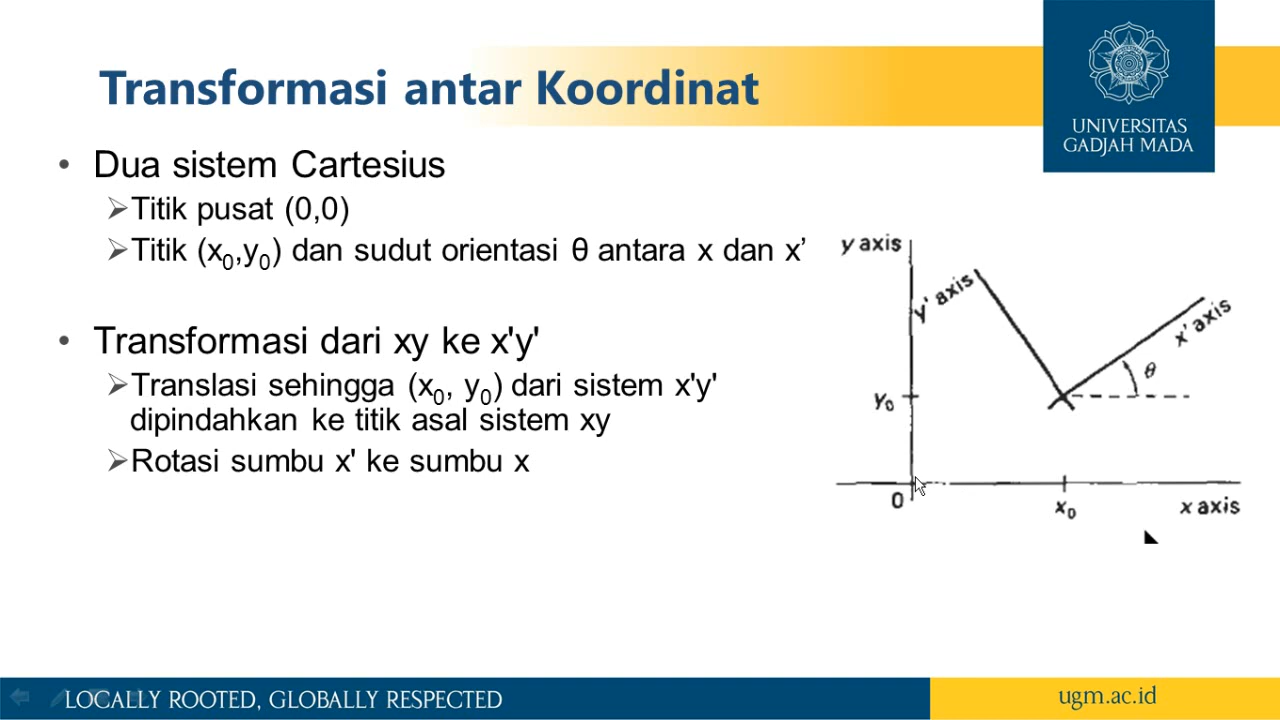 Transformasi antar Koordinat
UNIVERSITAS
GADJAH MADA
• Dua sistem Cartesius
➢Titik pusat (0,0)
➢Titik (x₀,y₀) dan sudut orientasi θ antara x dan x’
• Transformasi dari xy ke x'y'
➢Translasi sehingga (x₀, y₀) dari sistem x'y'
dipindahkan ke titik asal sistem xy
➢Rotasi sumbu x' ke sumbu x
y axis
y' axis
x' axis
θ
y₀
0
x₀
x axis
LOCALLY ROOTED, GLOBALLY RESPECTED
ugm.ac.id